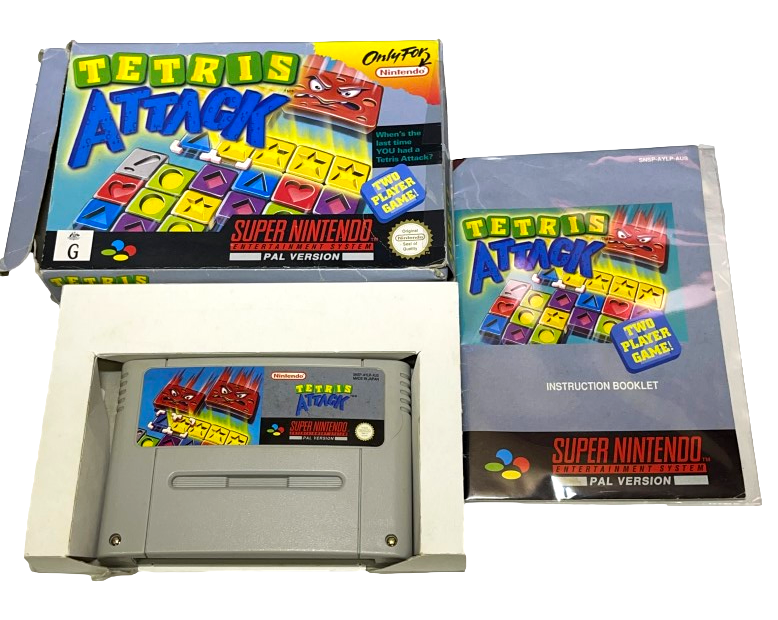 TETRIS
ATTACK
Only For
Nintendo
When's the
last time
YOU had a
Tetris Attack?
TWO
PLAYER
GAME!
SUPER NINTENDO
ENTERTAINMENT SYSTEM
PAL VERSION
Original
Nintendo
Seal of
Quality
G
TETRIS
SNSP-AYLP-AUS
TETRIS
ATTACK
TWO
PLAYER
GAME!
INSTRUCTION BOOKLET
SUPER NINTENDO TM
ENTERTAINMENT SYSTEM
PAL VERSION
Nintendo
MADE IN JAPAN
TETRIS
ATTACK
SUPER NINTENDO
ENTERTAINMENT SYSTEM
PAL VERSION